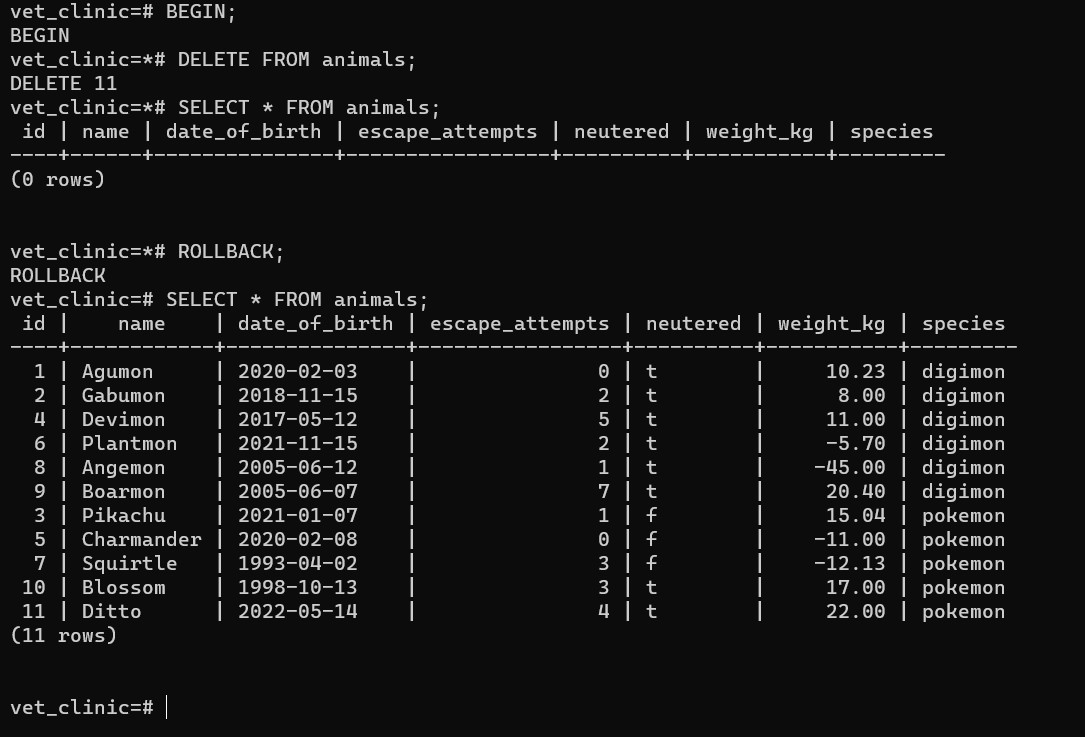 vet_clinic=# BEGIN;
BEGIN
vet_clinic=*# DELETE FROM animals;
DELETE 11
vet_clinic=*# SELECT * FROM animals;
 id | name | date_of_birth | escape_attempts | neutered | weight_kg | species
----+------+---------------+-----------------+----------+-----------+---------
(0 rows)
vet_clinic=*# ROLLBACK;
ROLLBACK
vet_clinic=# SELECT * FROM animals;
 id |    name    | date_of_birth | escape_attempts | neutered | weight_kg | species
----+------------+---------------+-----------------+----------+-----------+---------
  1 | Agumon     | 2020-02-03    |               0 | t        |     10.23 | digimon
  2 | Gabumon    | 2018-11-15    |               2 | t        |      8.00 | digimon
  4 | Devimon    | 2017-05-12    |               5 | t        |     11.00 | digimon
  6 | Plantmon   | 2021-11-15    |               2 | t        |     -5.70 | digimon
  8 | Angemon    | 2005-06-12    |               1 | t        |    -45.00 | digimon
  9 | Boarmon    | 2005-06-07    |               7 | t        |     20.40 | digimon
  3 | Pikachu    | 2021-01-07    |               1 | f        |     15.04 | pokemon
  5 | Charmander | 2020-02-08    |               0 | f        |    -11.00 | pokemon
  7 | Squirtle   | 1993-04-02    |               3 | f        |    -12.13 | pokemon
 10 | Blossom    | 1998-10-13    |               3 | t        |     17.00 | pokemon
 11 | Ditto      | 2022-05-14    |               4 | t        |     22.00 | pokemon
(11 rows)
vet_clinic=#